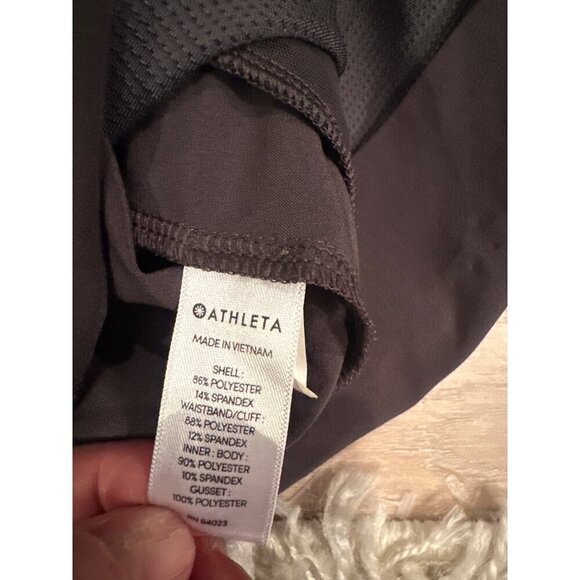 ATHLETA
MADE IN VIETNAM
SHELL :
86% POLYESTER
14% SPANDEX
WAISTBAND/CUFF :
88% POLYESTER
12% SPANDEX
INNER : BODY :
90% POLYESTER
10% SPANDEX
GUSSET :
100% POLYESTER
54023